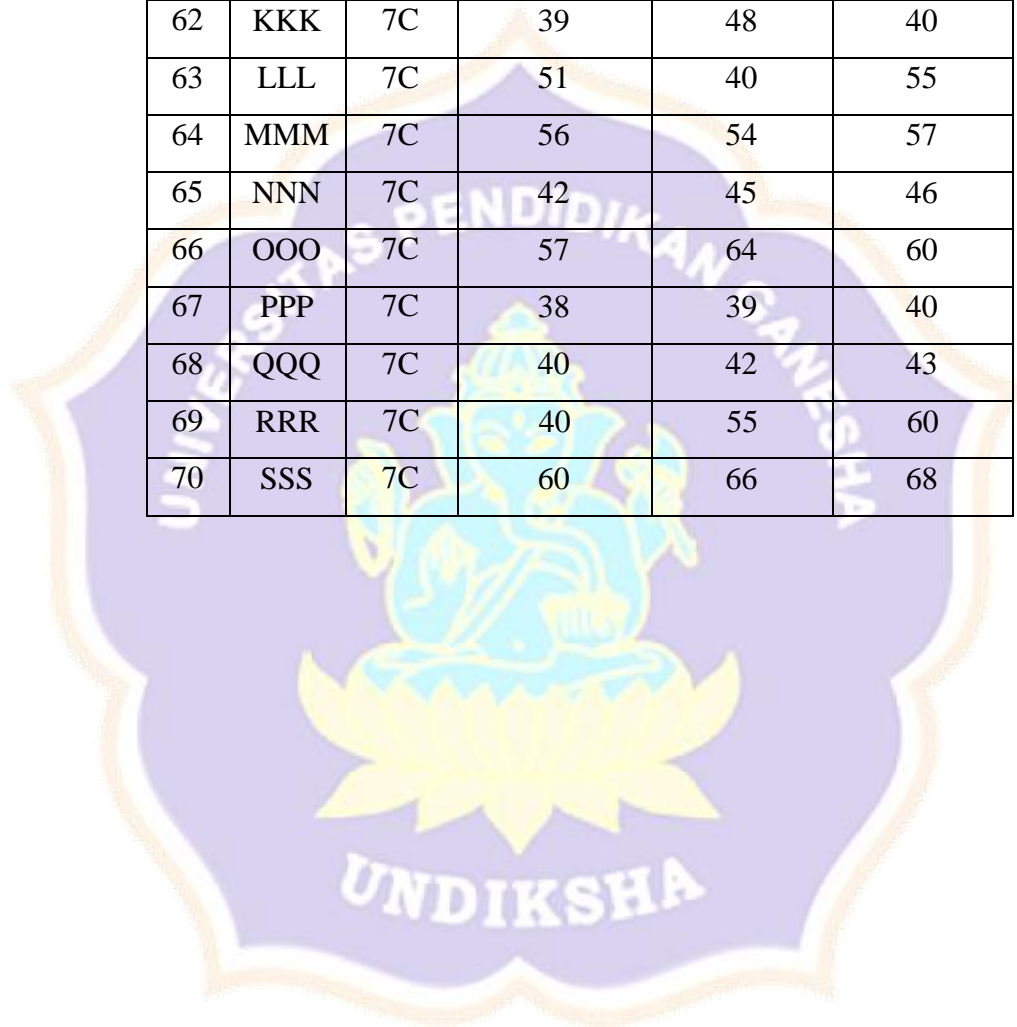 62 KKK 7C 39 48 40
63 LLL 7C 51 40 55
64 MMM 7C 56 54 57
65 NNN 7C 42 45 46
66 OOO 7C 57 64 60
67 PPP 7C 38 39 40
68 QQQ 7C 40 42 43
69 RRR 7C 40 55 60
70 SSS 7C 60 66 68
UNIVERSITAS PENDIDIKAN GANESHA
UNDIKSHA